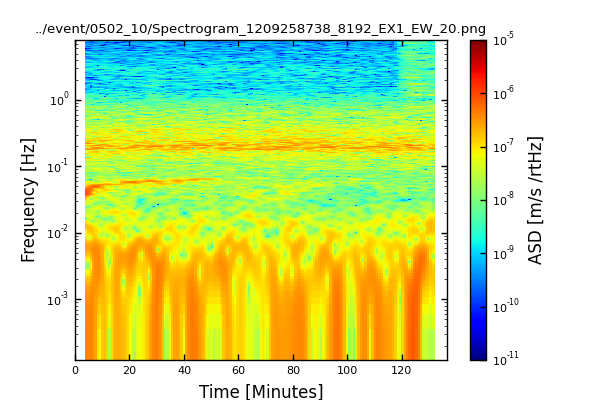 ../event/0502_10/Spectrogram_1209258738_8192_EX1_EW_20.png
Frequency [Hz]
10^0
10^-1
10^-2
10^-3
0 20 40 60 80 100 120
Time [Minutes]
10^-5
10^-6
10^-7
10^-8
10^-9
10^-10
10^-11
ASD [m/s /rtHz]